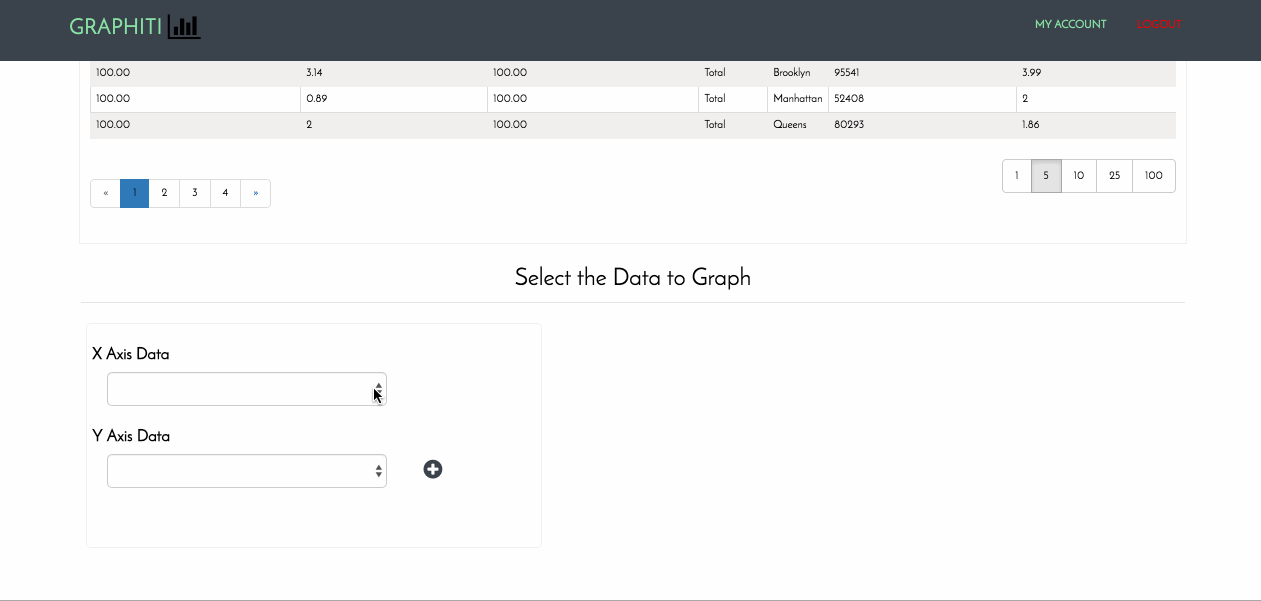 GRAPHITI MY ACCOUNT LOGOUT
100.00 3.14 100.00 Total Brooklyn 95541 3.99
100.00 0.89 100.00 Total Manhattan 52408 2
100.00 2 100.00 Total Queens 80293 1.86
1 5 10 25 100
« 1 2 3 4 »
Select the Data to Graph
X Axis Data
Y Axis Data